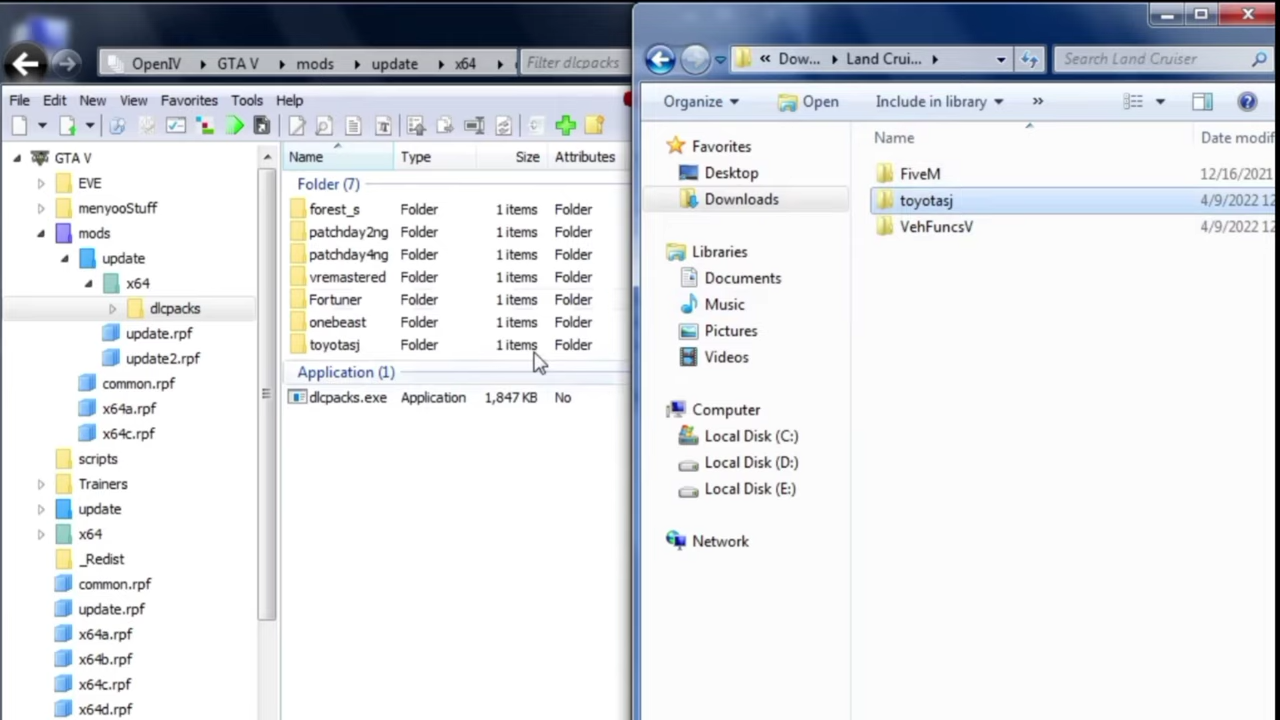 OpenIV GTA V mods update x64
Filter dlcpacks
File Edit New View Favorites Tools Help
GTA V
EVE
menyooStuff
mods
update
x64
dlcpacks
update.rpf
update2.rpf
common.rpf
x64a.rpf
x64c.rpf
scripts
Trainers
update
x64
_Redist
common.rpf
update.rpf
x64a.rpf
x64b.rpf
x64c.rpf
x64d.rpf
Name Type Size Attributes
Folder (7)
forest_s Folder 1 items Folder
patchday2ng Folder 1 items Folder
patchday4ng Folder 1 items Folder
vremastered Folder 1 items Folder
Fortuner Folder 1 items Folder
onebeast Folder 1 items Folder
toyotasj Folder 1 items Folder
Application (1)
dlcpacks.exe Application 1,847 KB No
« Dow... Land Crui...
Search Land Cruiser
Organize Open Include in library »
Favorites
Desktop
Downloads
Libraries
Documents
Music
Pictures
Videos
Computer
Local Disk (C:)
Local Disk (D:)
Local Disk (E:)
Network
Name Date modif
FiveM 12/16/2021
toyotasj 4/9/2022 12
VehFuncsV 4/9/2022 12